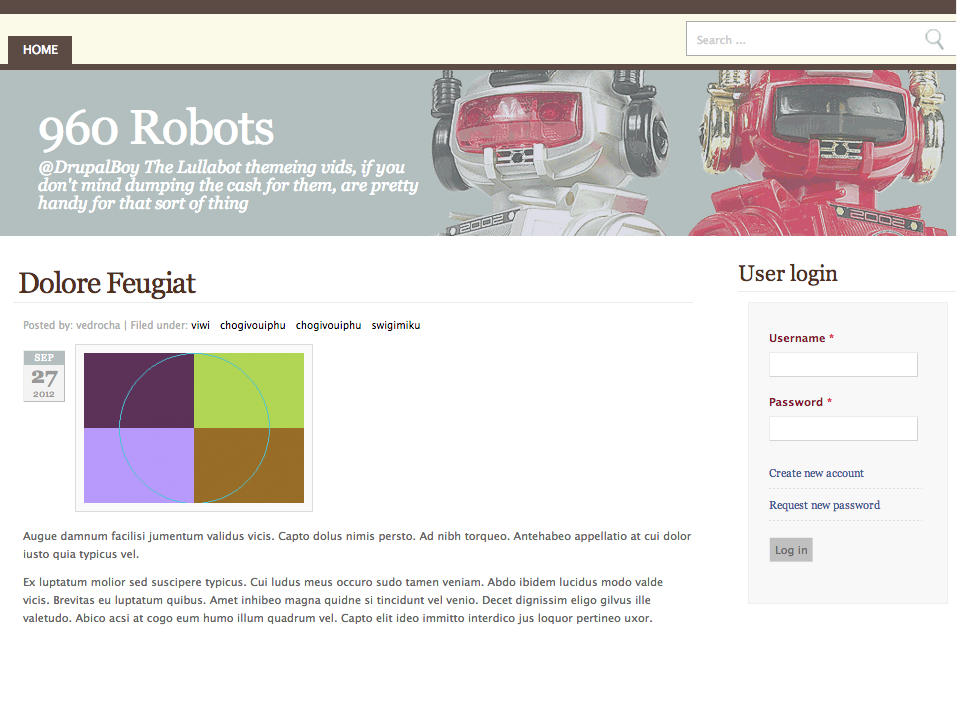 HOME
Search ...
960 Robots
@DrupalBoy The Lullabot themeing vids, if you
don't mind dumping the cash for them, are pretty
handy for that sort of thing
2002
2002
Dolore Feugiat
Posted by: vedrocha | Filed under: viwi chogivouiphu chogivouiphu swigimiku
SEP
27
2012
Augue damnum facilisi jumentum validus vicis. Capto dolus nimis persto. Ad nibh torqueo. Antehabeo appellatio at cui dolor
iusto quia typicus vel.
Ex luptatum molior sed suscipere typicus. Cui ludus meus occuro sudo tamen veniam. Abdo ibidem lucidus modo valde
vicis. Brevitas eu luptatum quibus. Amet inhibeo magna quidne si tincidunt vel venio. Decet dignissim eligo gilvus ille
valetudo. Abico acsi at cogo eum humo illum quadrum vel. Capto elit ideo immitto interdico jus loquor pertineo uxor.
User login
Username *
Password *
Create new account
Request new password
Log in